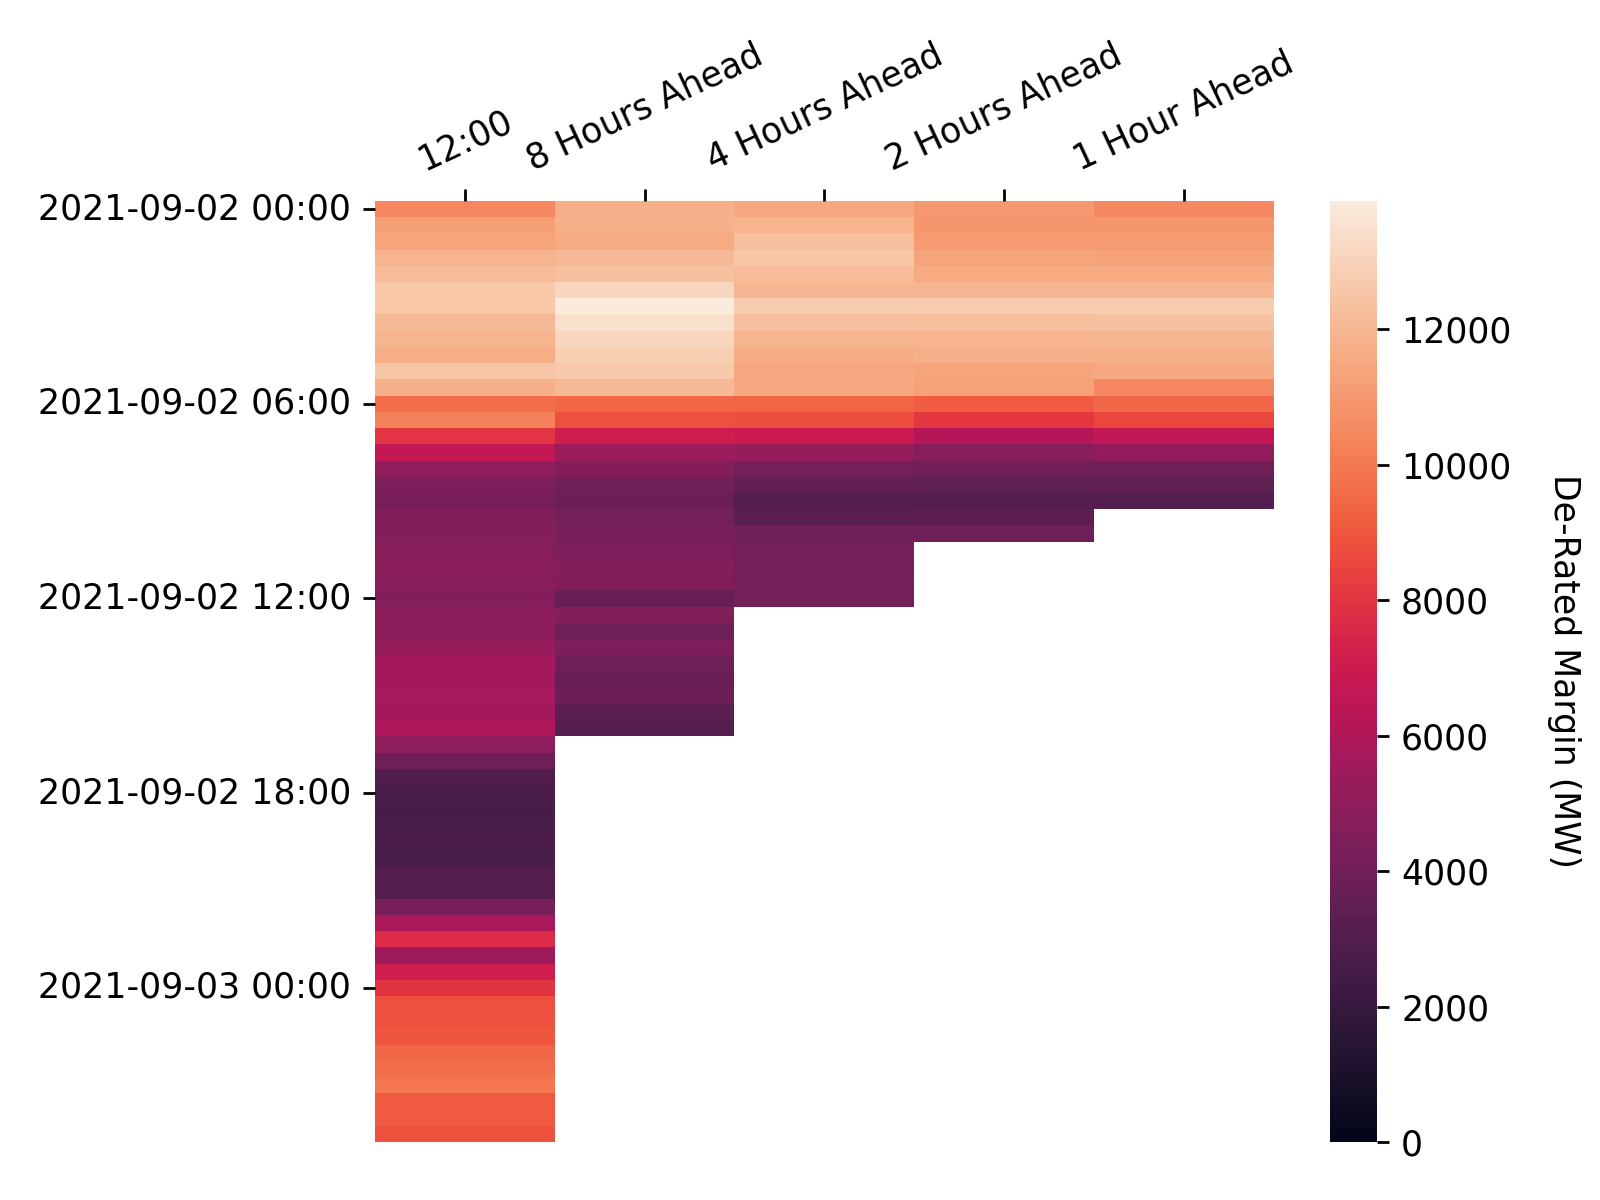 12:00
8 Hours Ahead
4 Hours Ahead
2 Hours Ahead
1 Hour Ahead
2021-09-02 00:00
2021-09-02 06:00
2021-09-02 12:00
2021-09-02 18:00
2021-09-03 00:00
12000
10000
8000
6000
4000
2000
0
De-Rated Margin (MW)